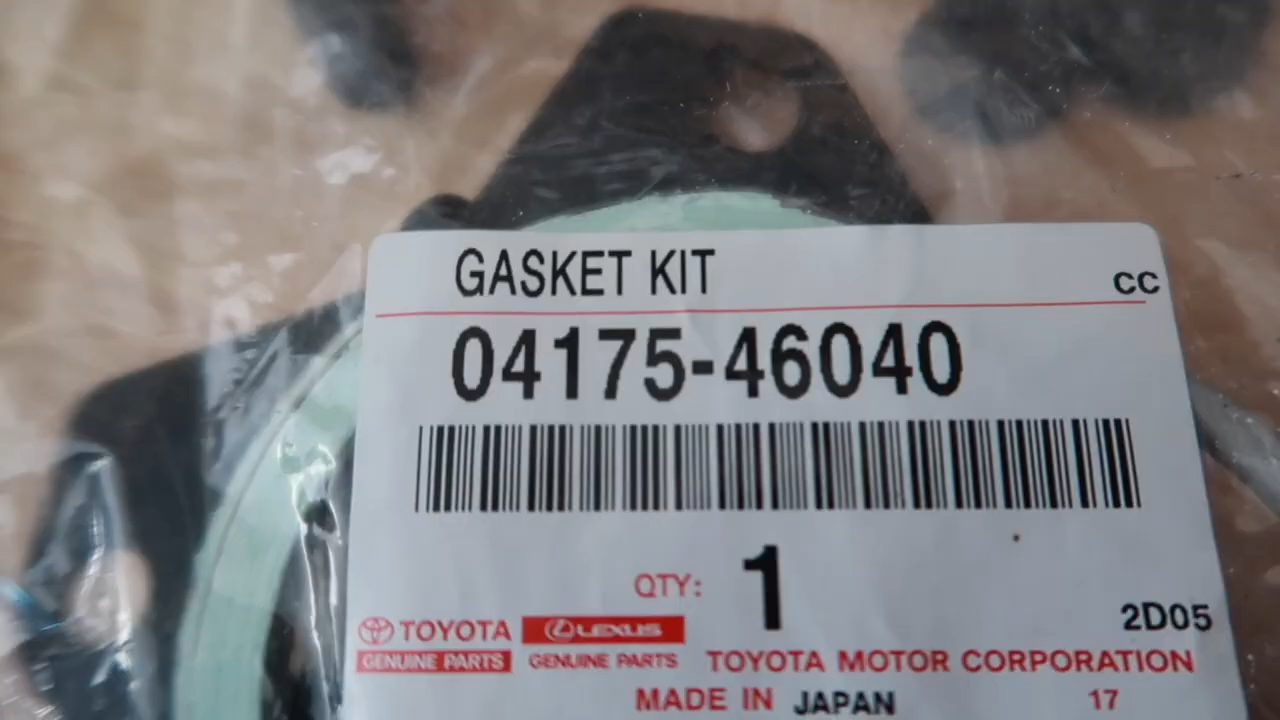 GASKET KIT
CC
04175-46040
QTY: 1
2D05
TOYOTA LEXUS
GENUINE PARTS GENUINE PARTS TOYOTA MOTOR CORPORATION
MADE IN JAPAN 17